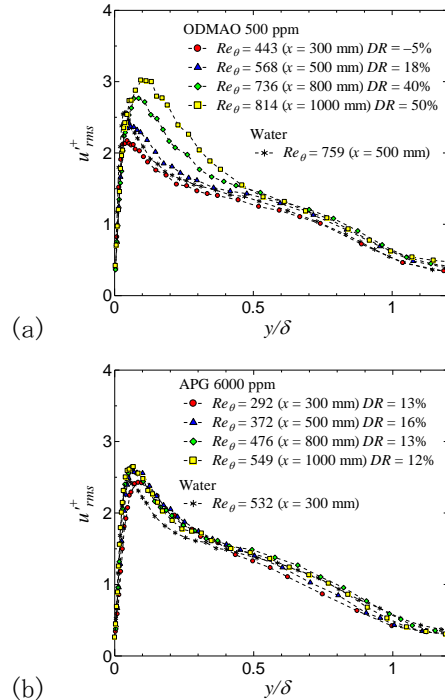 ODMAO 500 ppm
Reθ = 443 (x = 300 mm) DR = −5%
Reθ = 568 (x = 500 mm) DR = 18%
Reθ = 736 (x = 800 mm) DR = 40%
Reθ = 814 (x = 1000 mm) DR = 50%
Water
Reθ = 759 (x = 500 mm)
4
3
2
1
0
u'+rms
0
0.5
1
y/δ
(a)
APG 6000 ppm
Reθ = 292 (x = 300 mm) DR = 13%
Reθ = 372 (x = 500 mm) DR = 16%
Reθ = 476 (x = 800 mm) DR = 13%
Reθ = 549 (x = 1000 mm) DR = 12%
Water
Reθ = 532 (x = 300 mm)
4
3
2
1
0
u'+rms
0
0.5
1
y/δ
(b)